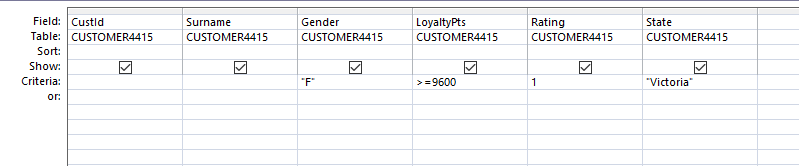 Field: CustId Surname Gender LoyaltyPts Rating State
Table: CUSTOMER4415 CUSTOMER4415 CUSTOMER4415 CUSTOMER4415 CUSTOMER4415 CUSTOMER4415
Sort:
Show:
Criteria: "F" >=9600 1 "Victoria"
or: